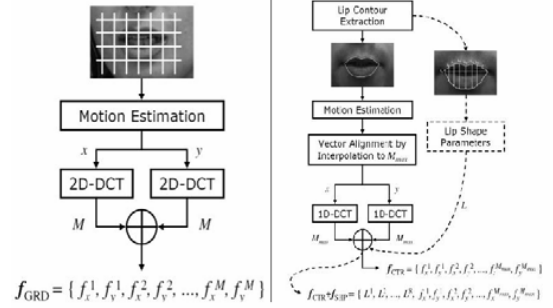 Motion Estimation
x
y
2D-DCT
2D-DCT
M
M
f_GRD = { f_x^1, f_y^1, f_x^2, f_y^2, ..., f_x^M, f_y^M }
Lip Contour
Extraction
Motion Estimation
Vector Alignment by
Interpolation to M_max
Lip Shape
Parameters
x
y
1D-DCT
1D-DCT
L
M_max
M_max
f_CTR = { f_x^1, f_y^1, f_x^2, f_y^2, ..., f_x^Mmax, f_y^Mmax }